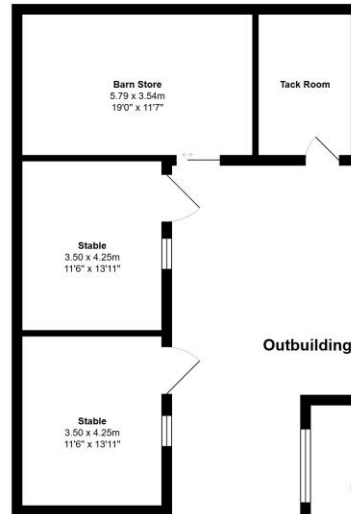 Barn Store
5.79 x 3.54m
19'0" x 11'7"
Tack Room
Stable
3.50 x 4.25m
11'6" x 13'11"
Outbuilding
Stable
3.50 x 4.25m
11'6" x 13'11"